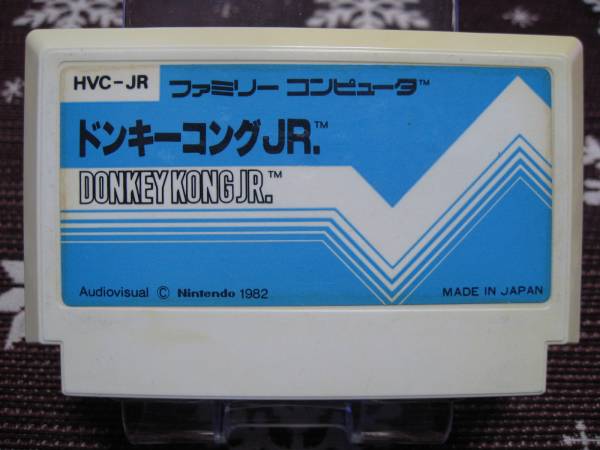 HVC-JR
ファミリー コンピュータ™
ドンキーコングJR.™
DONKEY KONG JR.™
Audiovisual © Nintendo 1982
MADE IN JAPAN